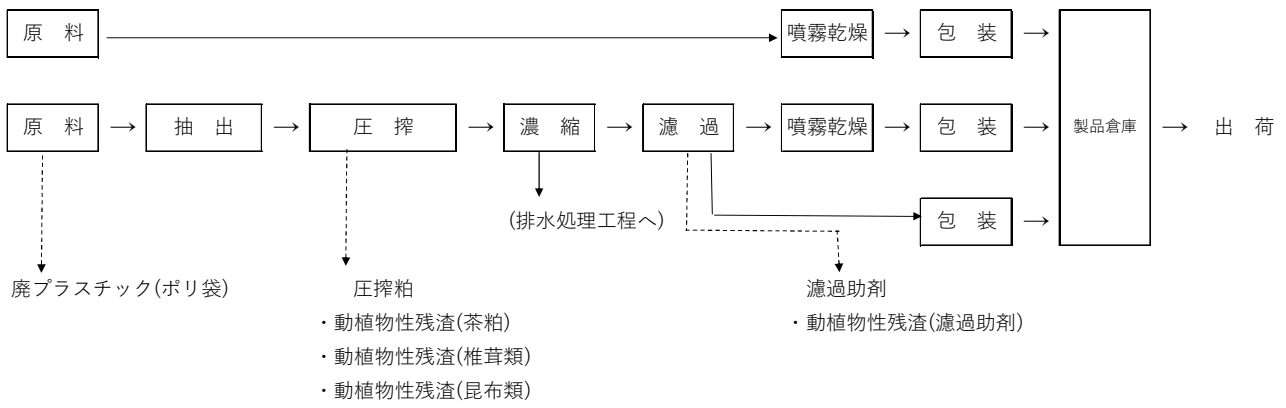 原　料 → 噴霧乾燥 → 包　装 →
原　料 → 抽　出 → 圧　搾 → 濃　縮 → 濾　過 → 噴霧乾燥 → 包　装 → 製品倉庫 → 出　荷
(排水処理工程へ) 包　装 →
廃プラスチック(ポリ袋) 圧搾粕 濾過助剤
・動植物性残渣(茶粕) ・動植物性残渣(濾過助剤)
・動植物性残渣(椎茸類)
・動植物性残渣(昆布類)